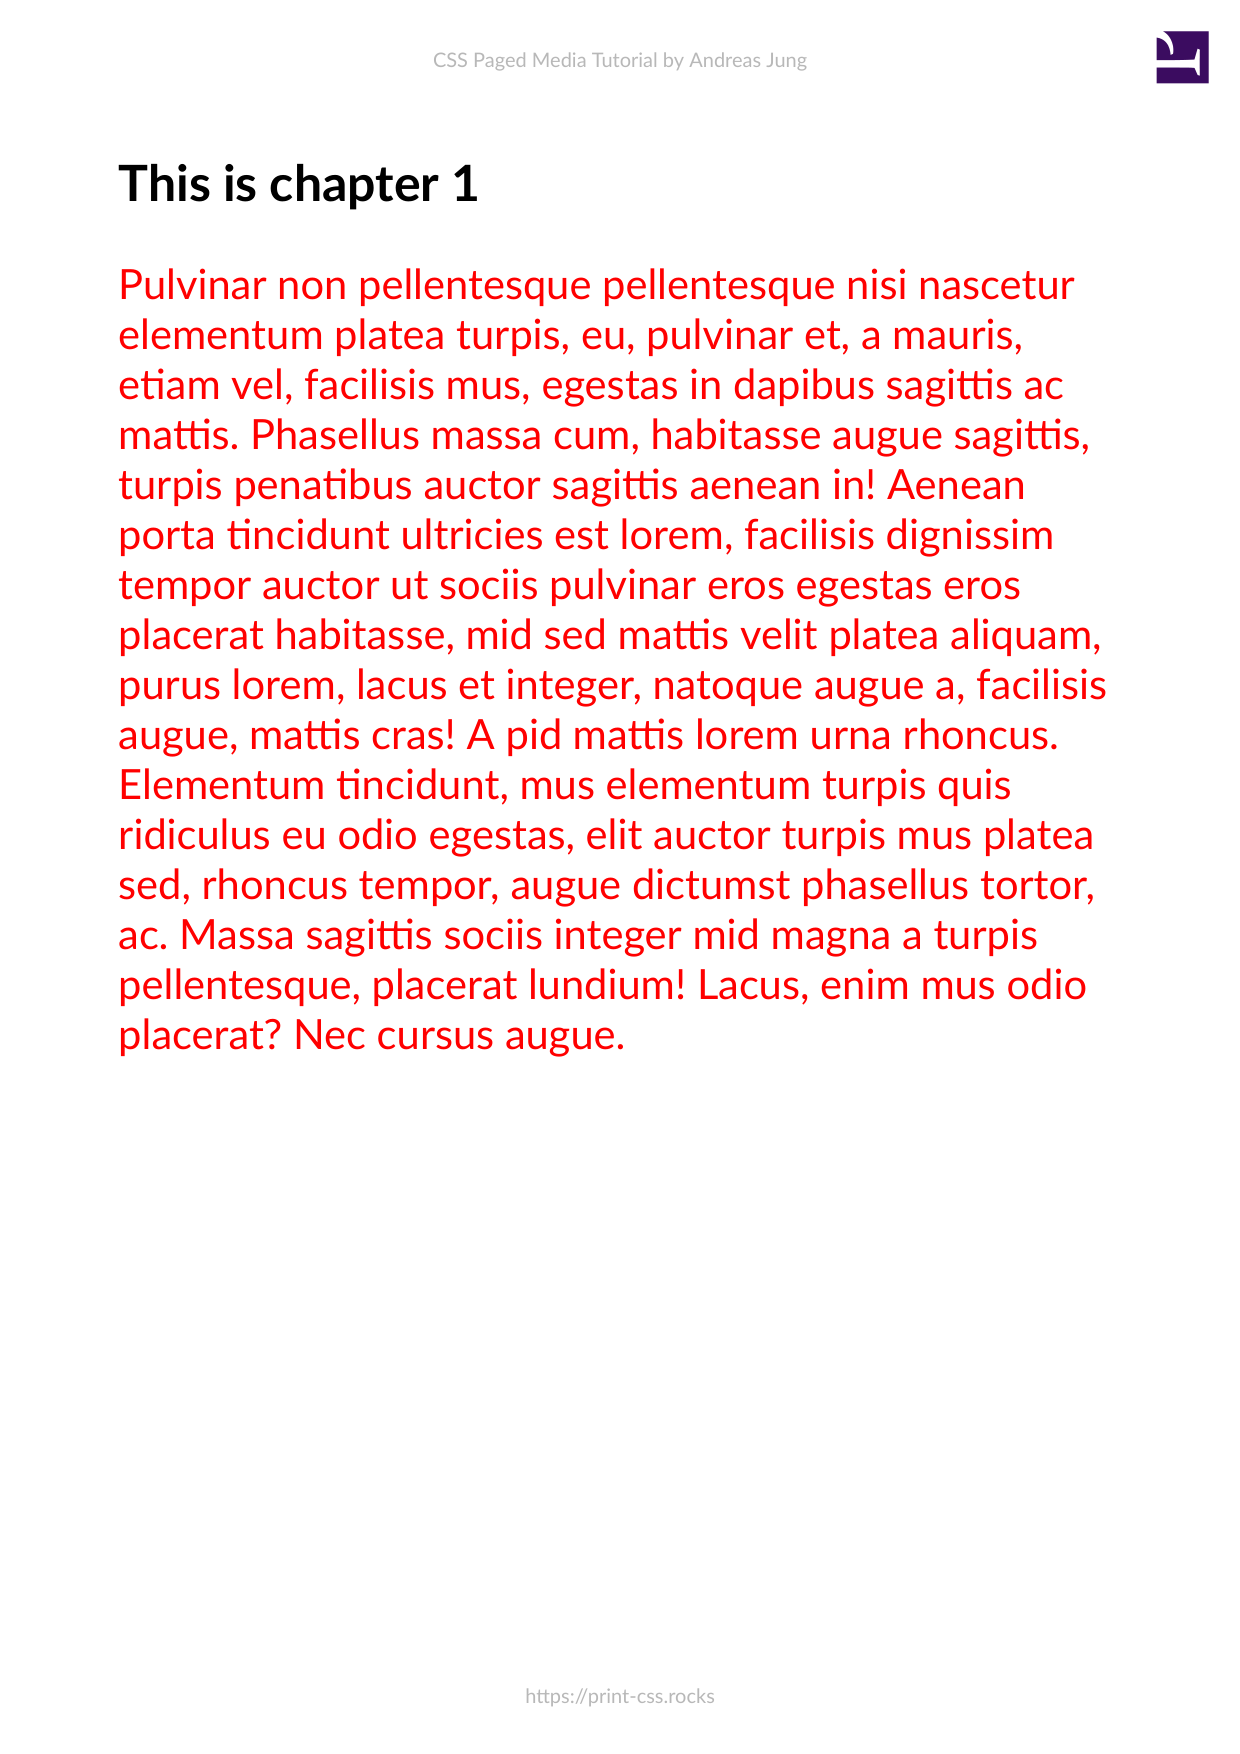 CSS Paged Media Tutorial by Andreas Jung
This is chapter 1
Pulvinar non pellentesque pellentesque nisi nascetur
elementum platea turpis, eu, pulvinar et, a mauris,
etiam vel, facilisis mus, egestas in dapibus sagittis ac
mattis. Phasellus massa cum, habitasse augue sagittis,
turpis penatibus auctor sagittis aenean in! Aenean
porta tincidunt ultricies est lorem, facilisis dignissim
tempor auctor ut sociis pulvinar eros egestas eros
placerat habitasse, mid sed mattis velit platea aliquam,
purus lorem, lacus et integer, natoque augue a, facilisis
augue, mattis cras! A pid mattis lorem urna rhoncus.
Elementum tincidunt, mus elementum turpis quis
ridiculus eu odio egestas, elit auctor turpis mus platea
sed, rhoncus tempor, augue dictumst phasellus tortor,
ac. Massa sagittis sociis integer mid magna a turpis
pellentesque, placerat lundium! Lacus, enim mus odio
placerat? Nec cursus augue.
https://print-css.rocks